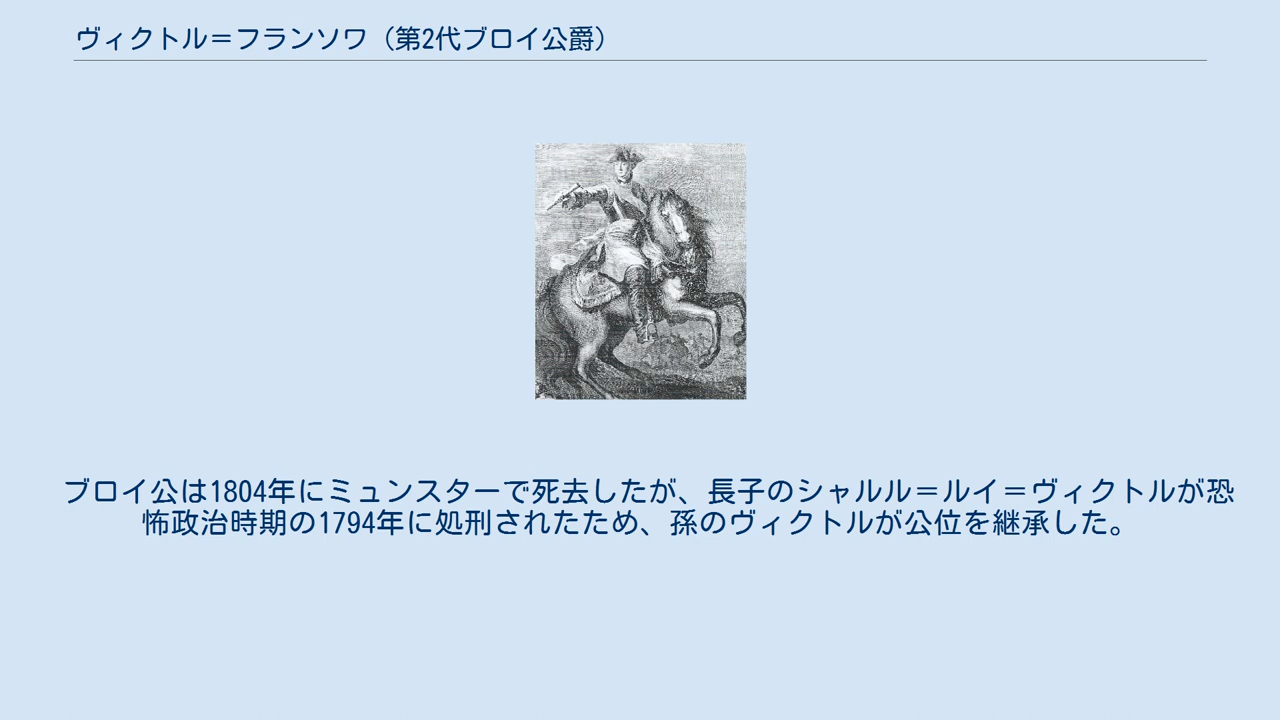 ヴィクトル＝フランソワ（第2代ブロイ公爵）
ブロイ公は1804年にミュンスターで死去したが、長子のシャルル＝ルイ＝ヴィクトルが恐
怖政治時期の1794年に処刑されたため、孫のヴィクトルが公位を継承した。